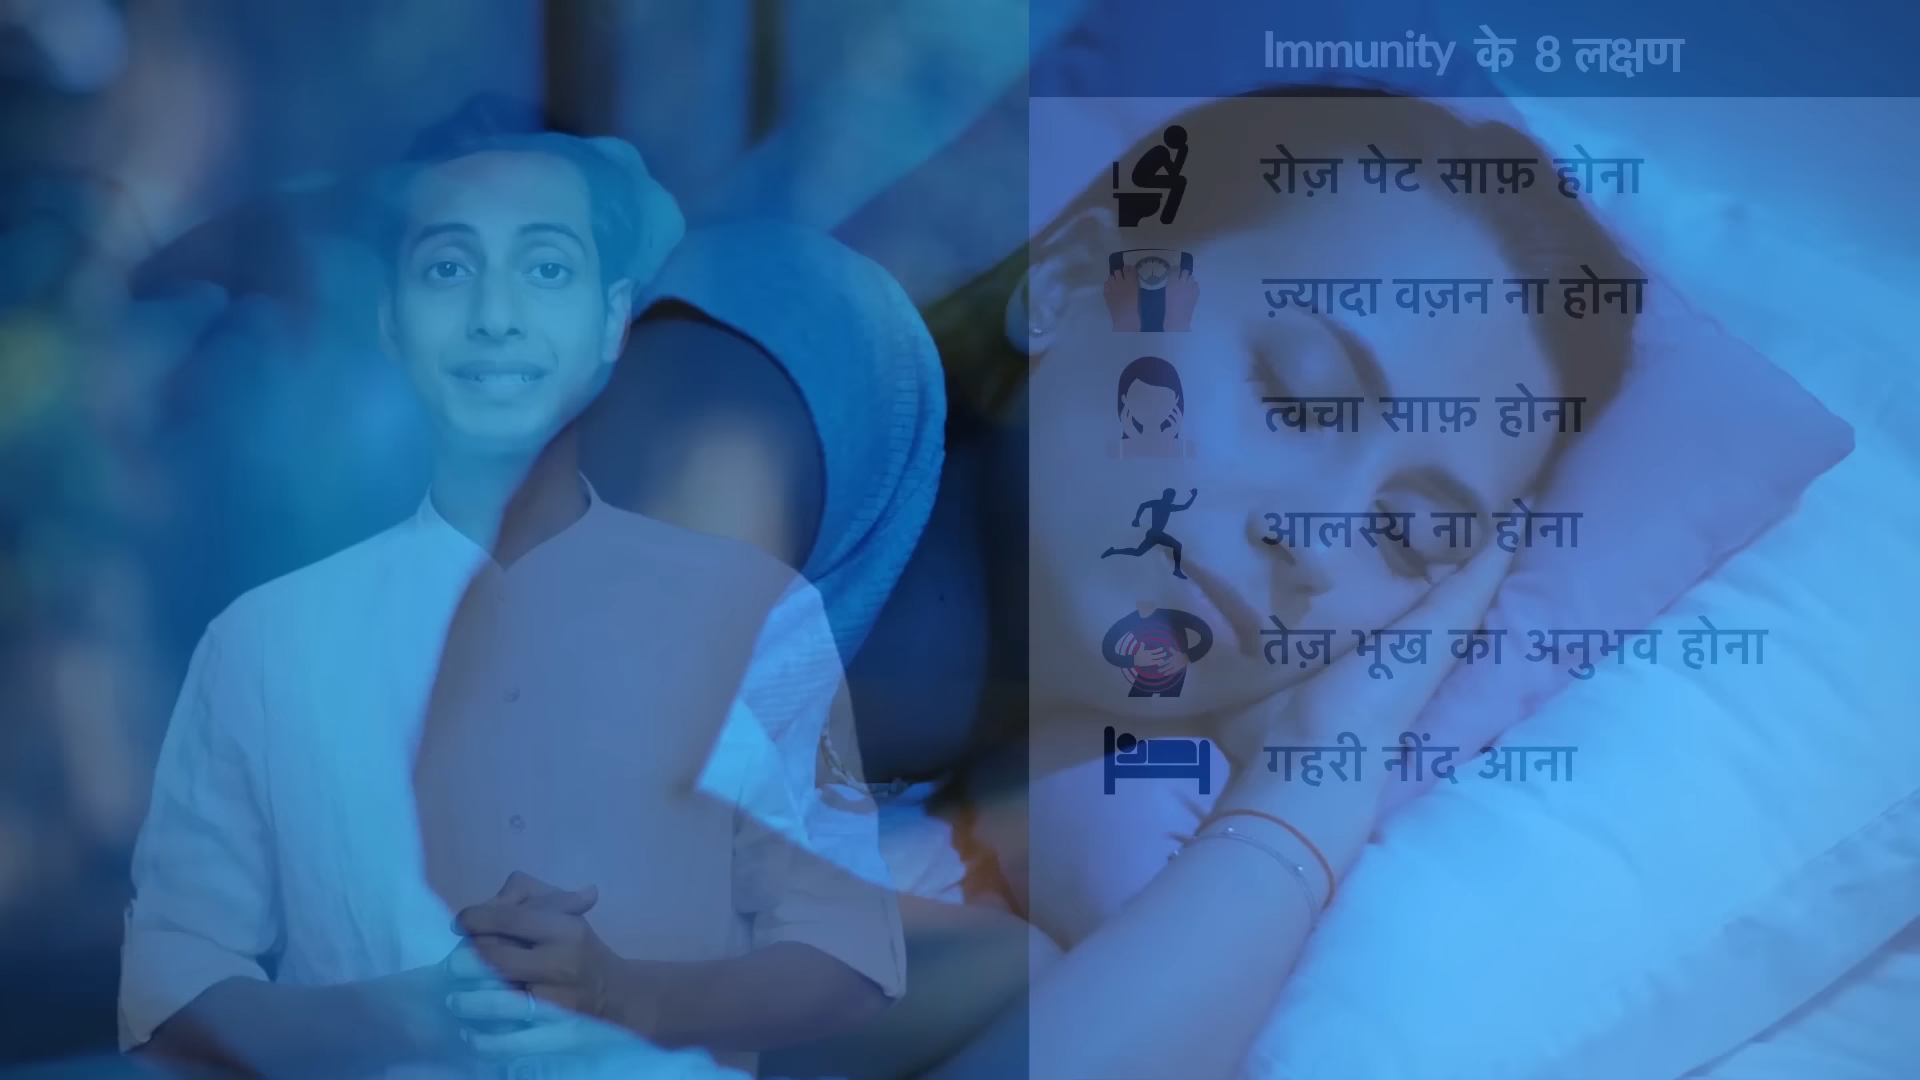 Immunity के 8 लक्षण
रोज़ पेट साफ़ होना
ज़्यादा वज़न ना होना
त्वचा साफ़ होना
आलस्य ना होना
तेज़ भूख का अनुभव होना
गहरी नींद आना